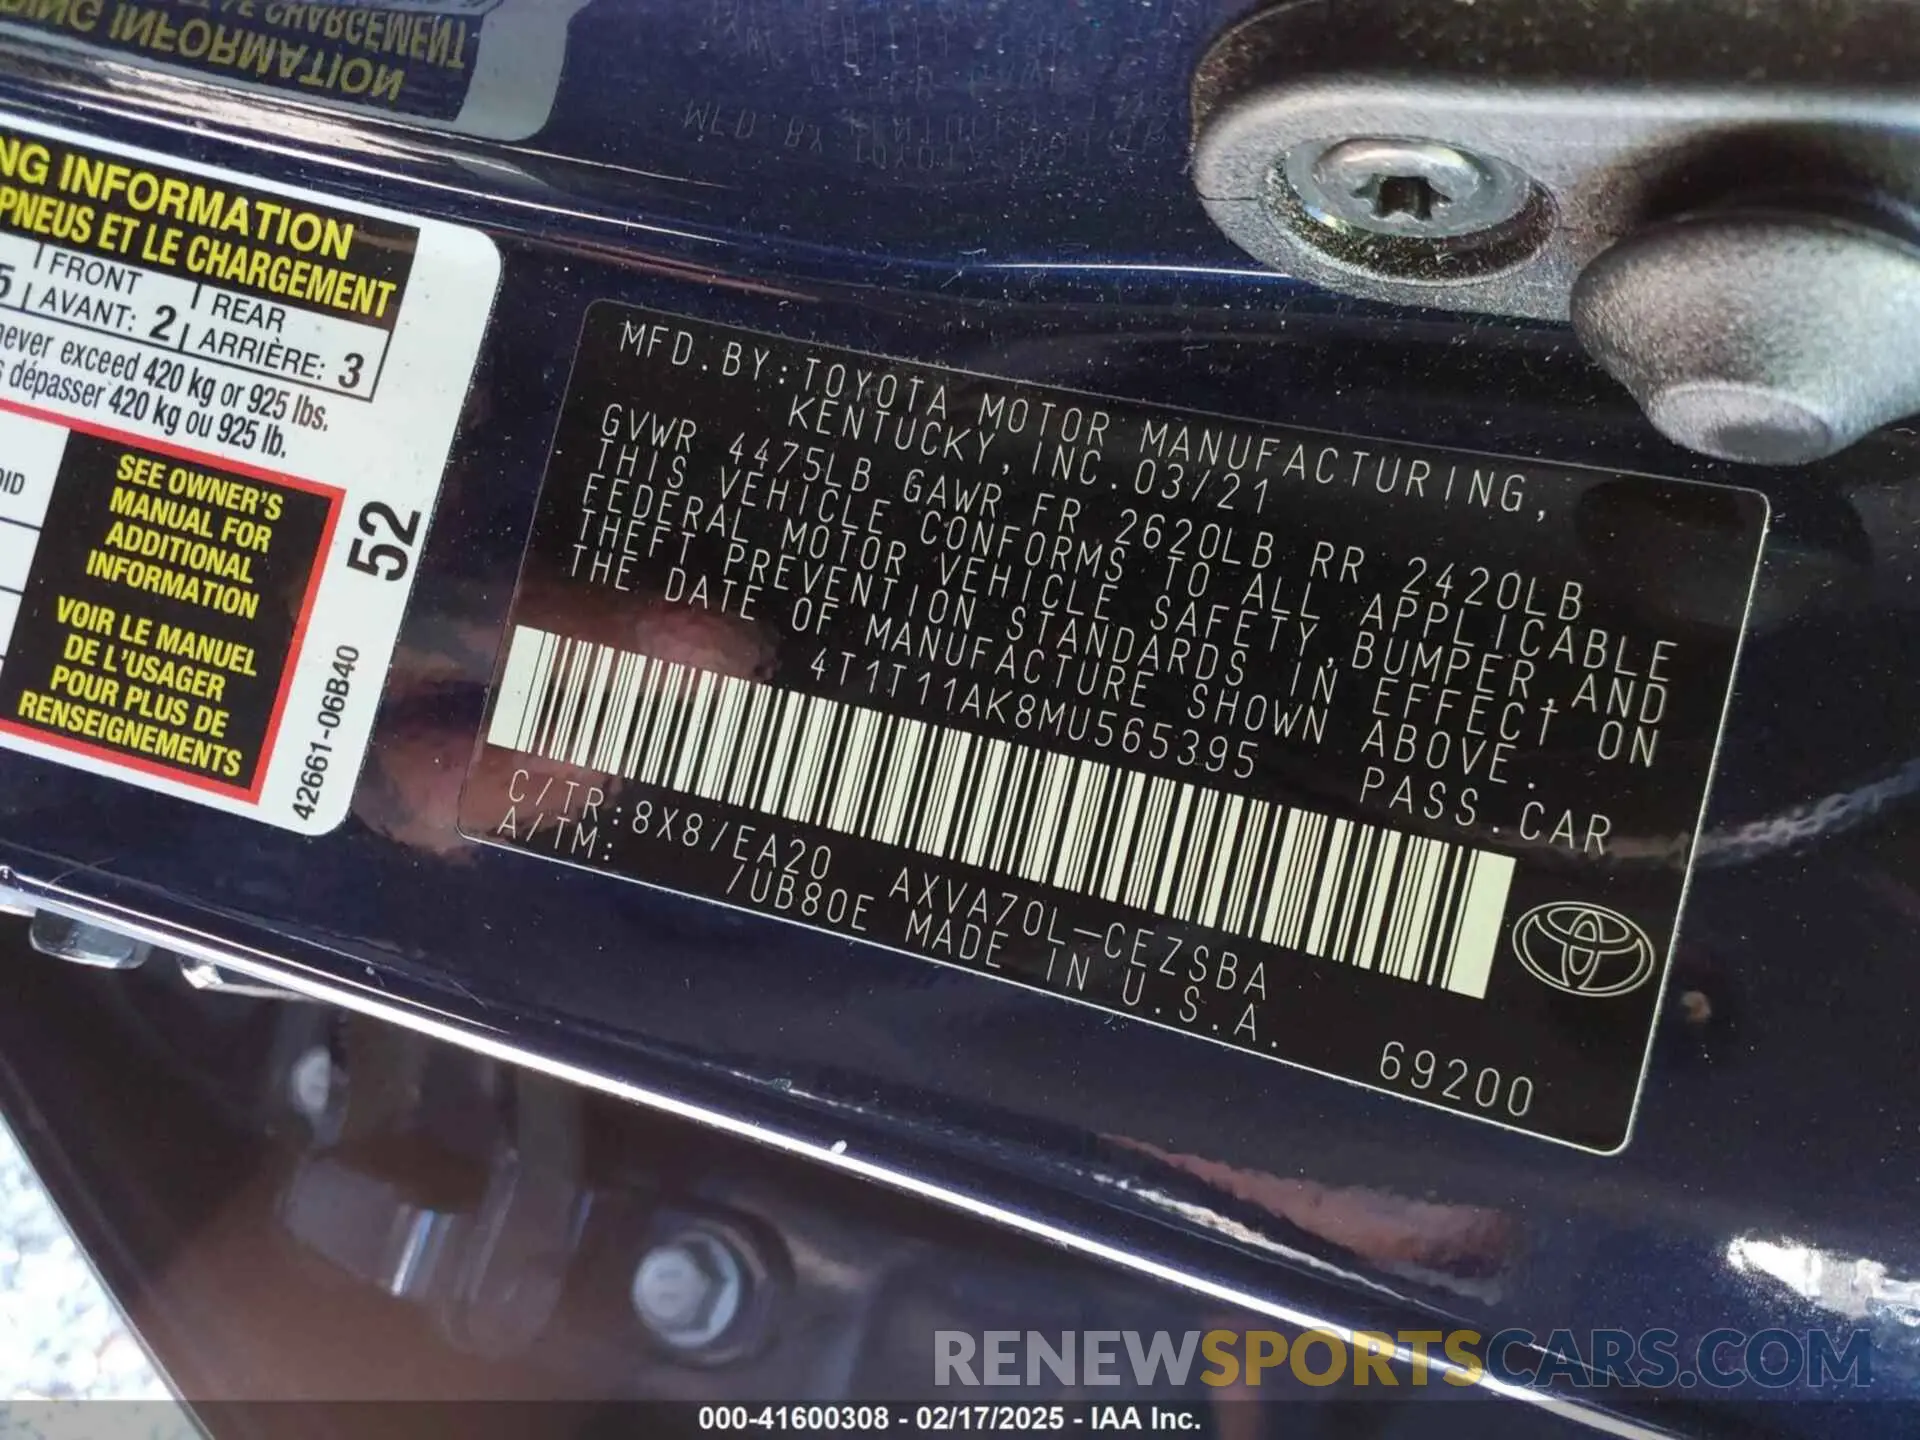 NG INFORMATION
PNEUS ET LE CHARGEMENT
5 | FRONT AVANT: 2 | REAR ARRIÈRE: 3
never exceed 420 kg or 925 lbs.
dépasser 420 kg ou 925 lb.
SEE OWNER'S
MANUAL FOR
ADDITIONAL
INFORMATION
VOIR LE MANUEL
DE L'USAGER
POUR PLUS DE
RENSEIGNEMENTS
52
42661-06B40
MFD.BY:TOYOTA MOTOR MANUFACTURING,
KENTUCKY,INC.03/21
GVWR 4475LB GAWR FR 2620LB RR 2420LB
THIS VEHICLE CONFORMS TO ALL APPLICABLE
FEDERAL MOTOR VEHICLE SAFETY,BUMPER,AND
THEFT PREVENTION STANDARDS IN EFFECT ON
THE DATE OF MANUFACTURE SHOWN ABOVE.
4T1T11AK8MU565395 PASS.CAR
C/TR:8X8/EA20 AXVA70L-CEZSBA
A/TM: /UB80E MADE IN U.S.A.
69200
RENEWSPORTSCARS.COM
000-41600308 - 02/17/2025 - IAA Inc.